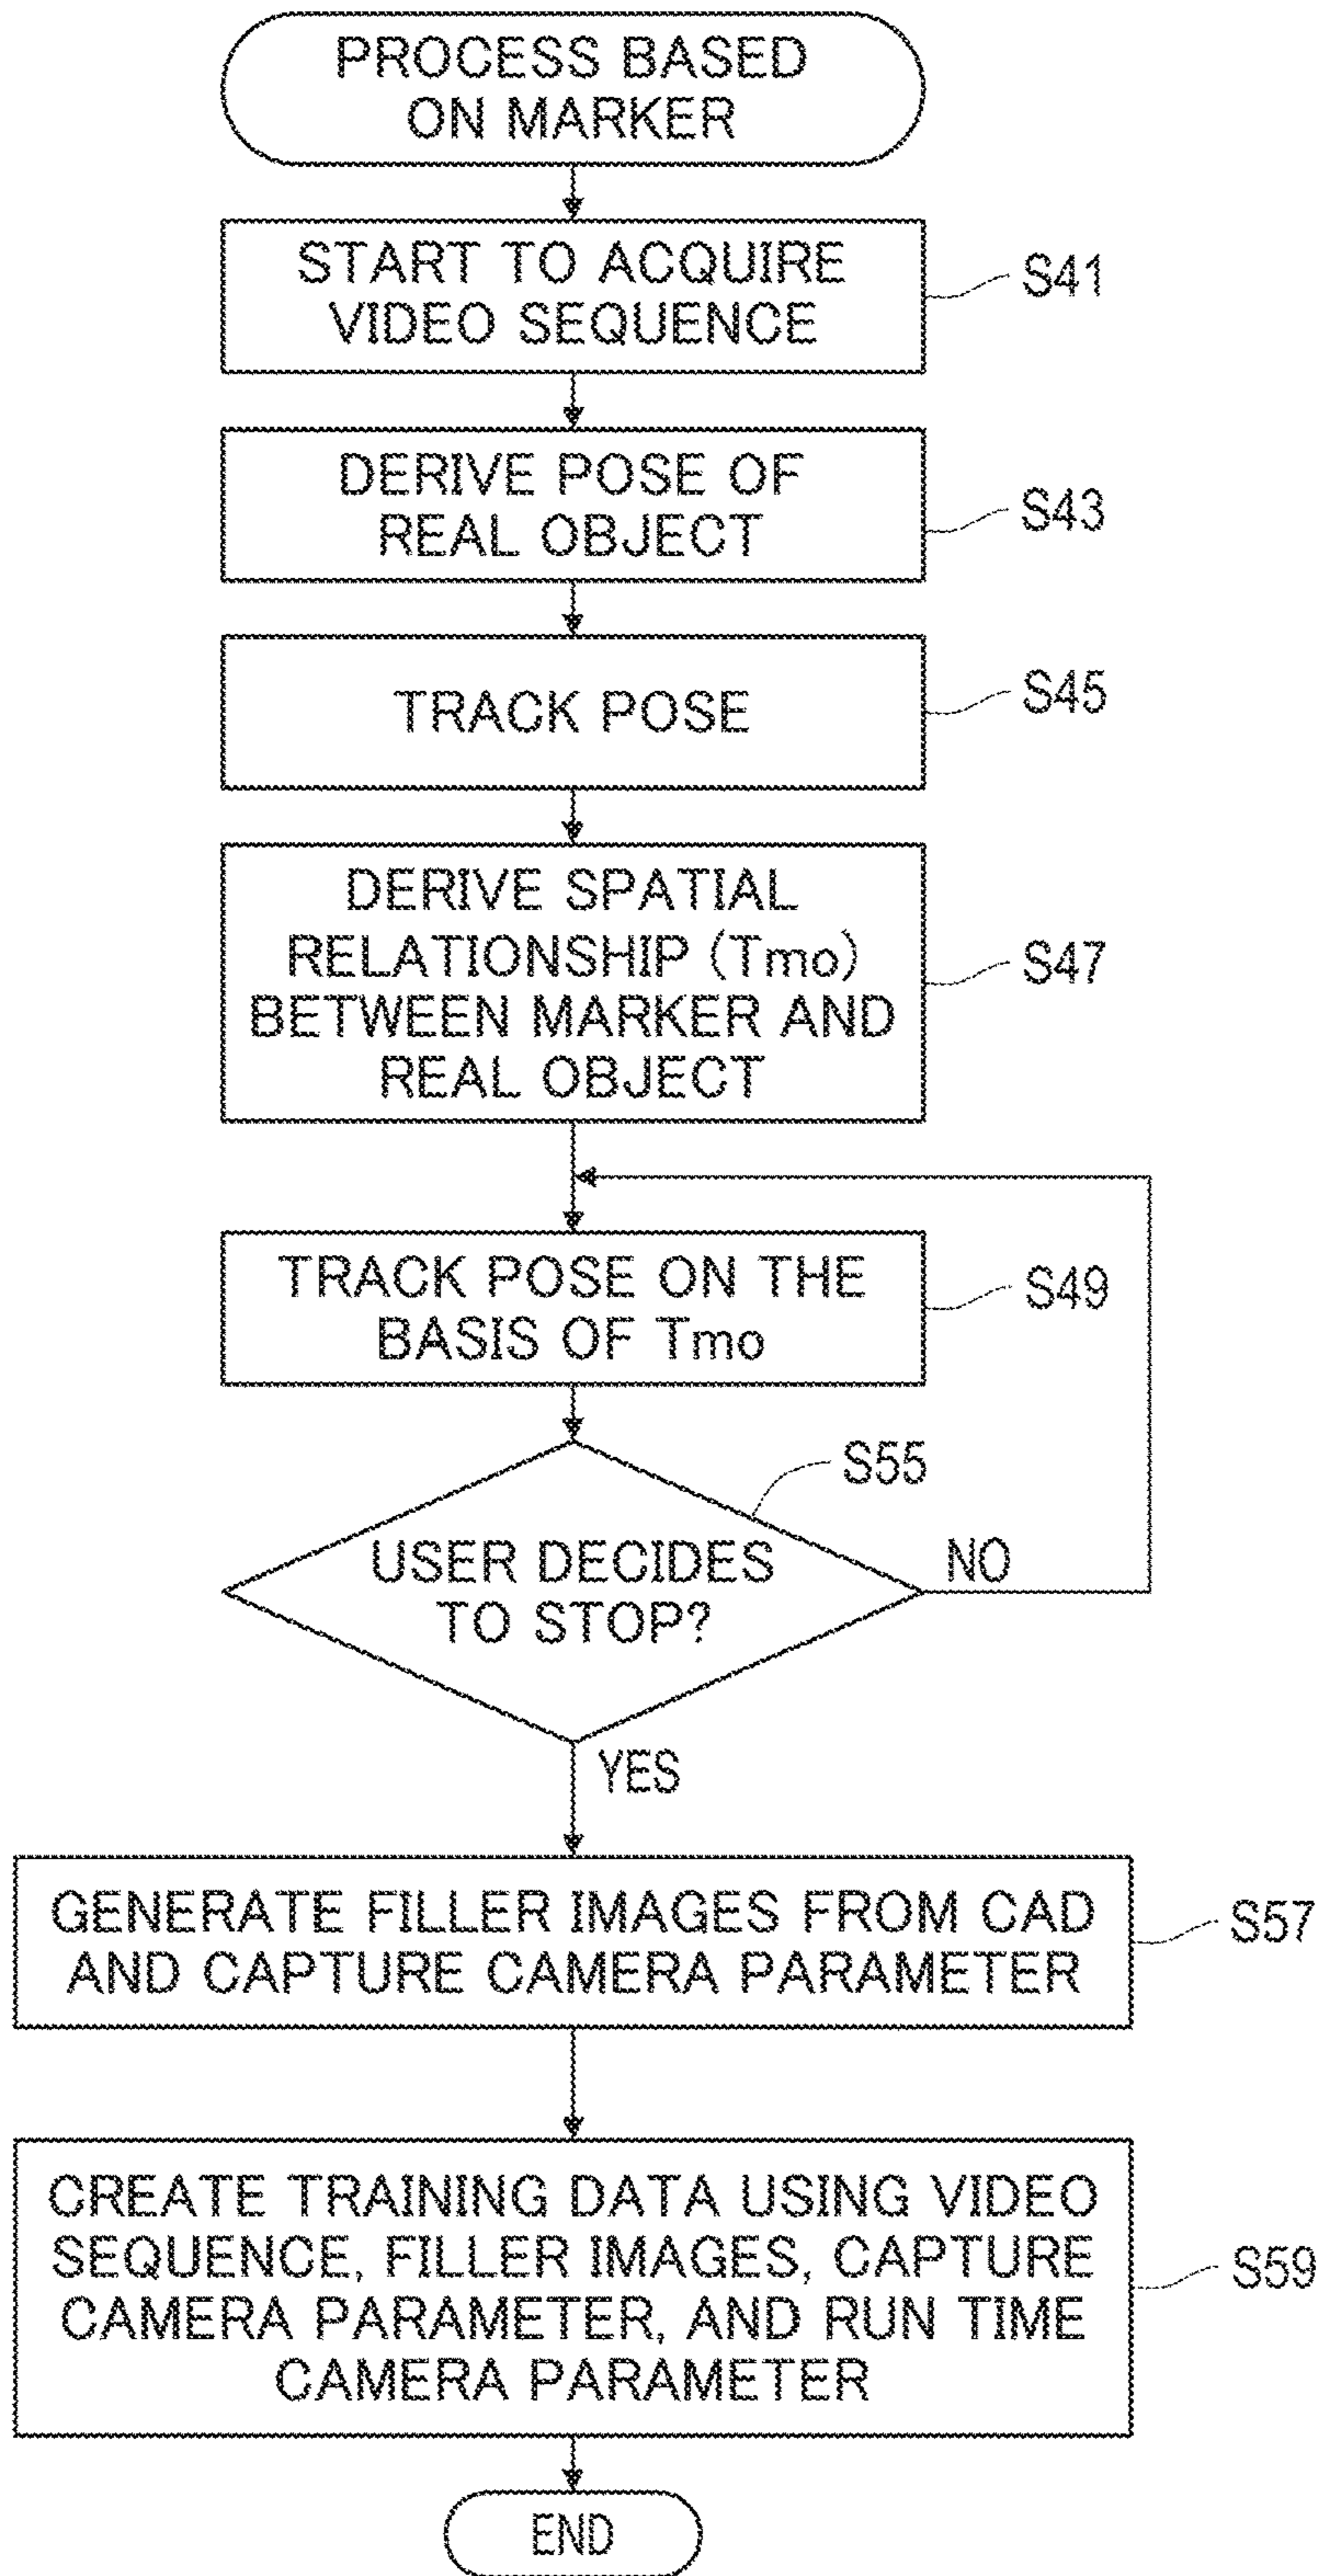 PROCESS BASED
ON MARKER
START TO ACQUIRE
VIDEO SEQUENCE
S41
DERIVE POSE OF
REAL OBJECT
S43
TRACK POSE
S45
DERIVE SPATIAL
RELATIONSHIP (Tmo)
BETWEEN MARKER AND
REAL OBJECT
S47
TRACK POSE ON THE
BASIS OF Tmo
S49
S55
USER DECIDES
TO STOP?
NO
YES
GENERATE FILLER IMAGES FROM CAD
AND CAPTURE CAMERA PARAMETER
S57
CREATE TRAINING DATA USING VIDEO
SEQUENCE, FILLER IMAGES, CAPTURE
CAMERA PARAMETER, AND RUN TIME
CAMERA PARAMETER
S59
END